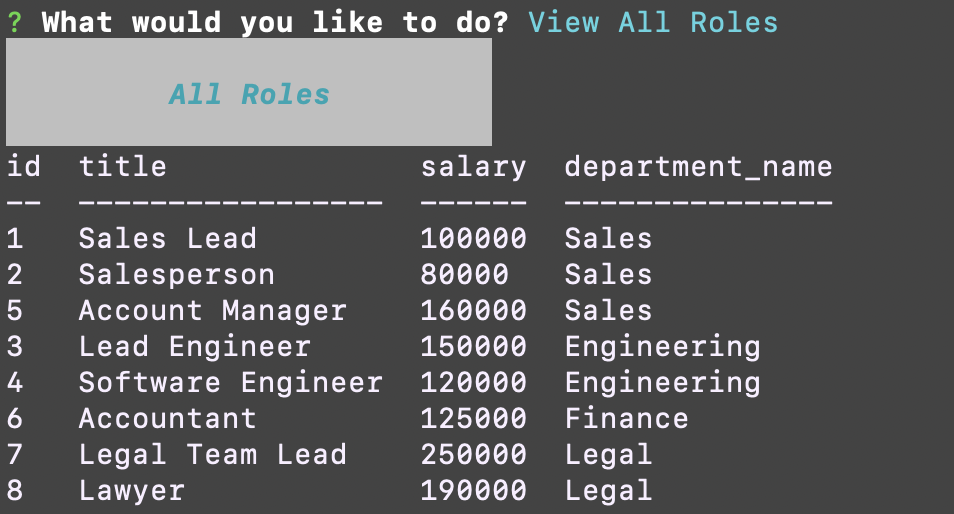 ? What would you like to do? View All Roles
All Roles
id  title              salary  department_name
--  -----------------  ------  ---------------
1   Sales Lead         100000  Sales
2   Salesperson        80000   Sales
5   Account Manager    160000  Sales
3   Lead Engineer      150000  Engineering
4   Software Engineer  120000  Engineering
6   Accountant         125000  Finance
7   Legal Team Lead    250000  Legal
8   Lawyer             190000  Legal